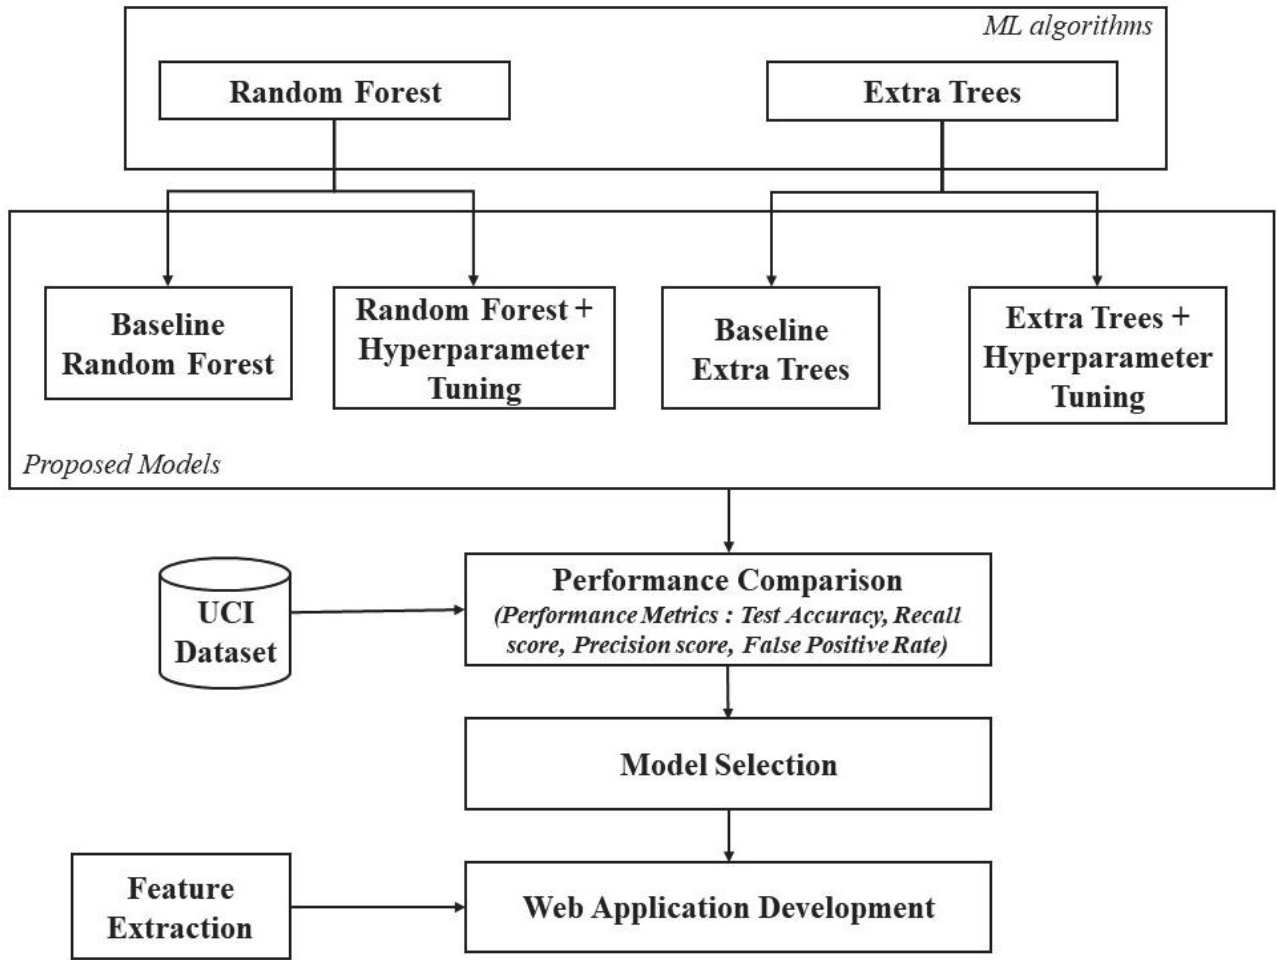 ML algorithms
Random Forest
Extra Trees
Baseline
Random Forest
Random Forest +
Hyperparameter
Tuning
Baseline
Extra Trees
Extra Trees +
Hyperparameter
Tuning
Proposed Models
UCI
Dataset
Performance Comparison
(Performance Metrics : Test Accuracy, Recall
score, Precision score, False Positive Rate)
Model Selection
Feature
Extraction
Web Application Development